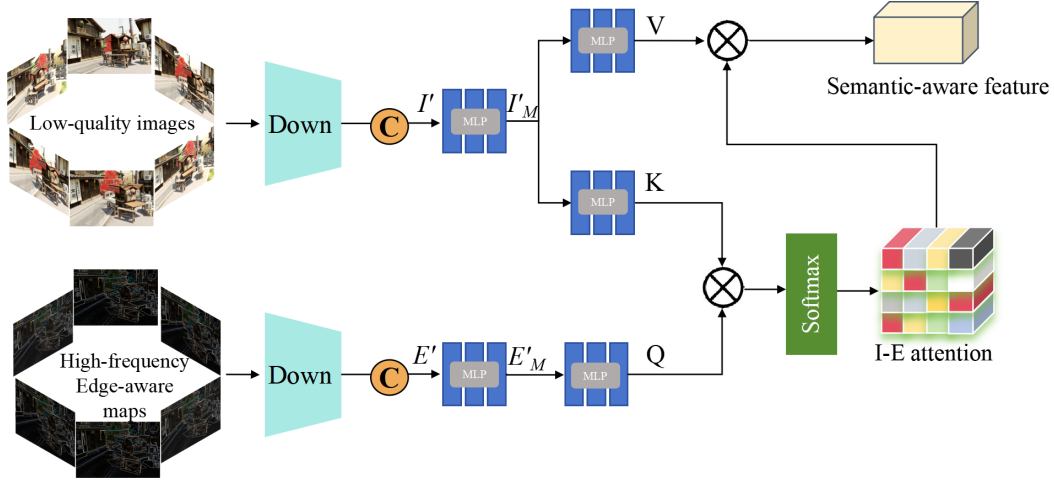 Low-quality images
Down
C
I′
MLP
I′M
MLP
V
Semantic-aware feature
MLP
K
Softmax
I-E attention
High-frequency
Edge-aware
maps
Down
C
E′
MLP
E′M
MLP
Q